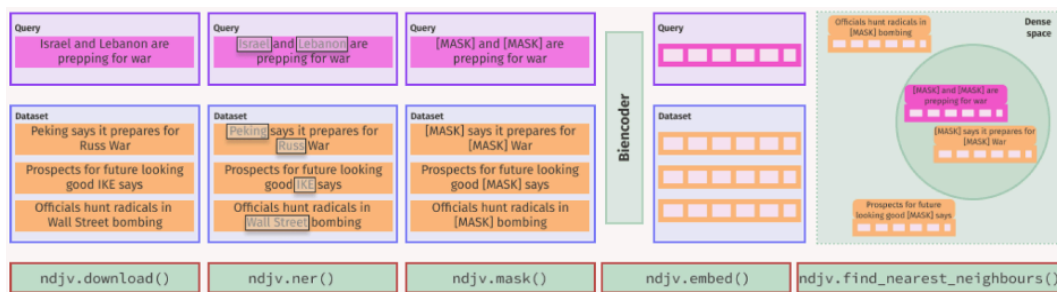 Query
Israel and Lebanon are
prepping for war
Dataset
Peking says it prepares for
Russ War
Prospects for future looking
good IKE says
Officials hunt radicals in
Wall Street bombing
ndjv.download()
Query
Israel and Lebanon are
prepping for war
Dataset
Peking says it prepares for
Russ War
Prospects for future looking
good IKE says
Officials hunt radicals in
Wall Street bombing
ndjv.ner()
Query
[MASK] and [MASK] are
prepping for war
Dataset
[MASK] says it prepares for
[MASK] War
Prospects for future looking
good [MASK] says
Officials hunt radicals in
[MASK] bombing
ndjv.mask()
Biencoder
Query
Dataset
ndjv.embed()
Dense
space
Officials hunt radicals in
[MASK] bombing
[MASK] and [MASK] are
prepping for war
[MASK] says it prepares for
[MASK] War
Prospects for future
looking good [MASK] says
ndjv.find_nearest_neighbours()